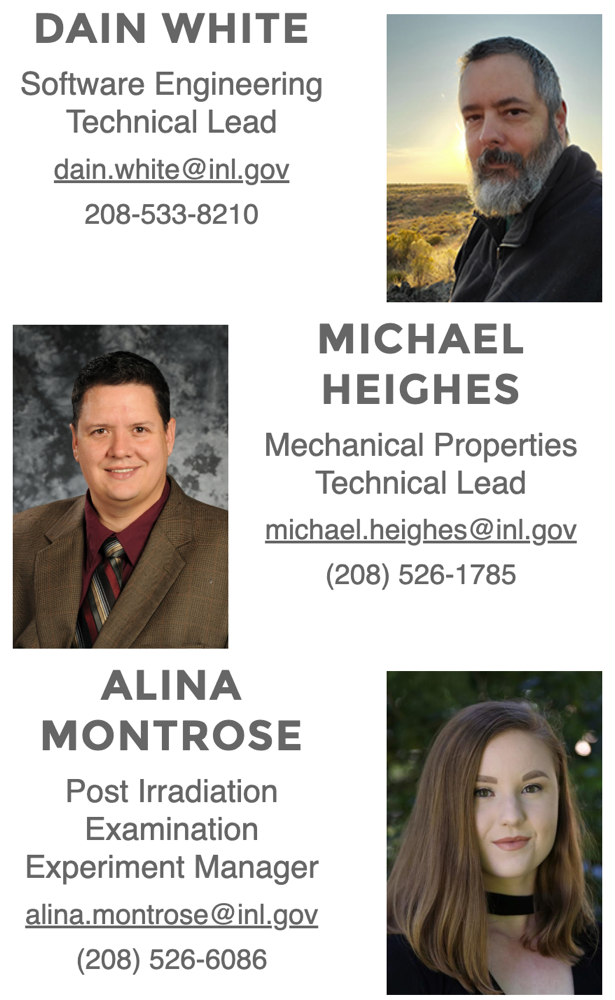 DAIN WHITE
Software Engineering
Technical Lead
dain.white@inl.gov
208-533-8210
MICHAEL
HEIGHES
Mechanical Properties
Technical Lead
michael.heighes@inl.gov
(208) 526-1785
ALINA
MONTROSE
Post Irradiation
Examination
Experiment Manager
alina.montrose@inl.gov
(208) 526-6086